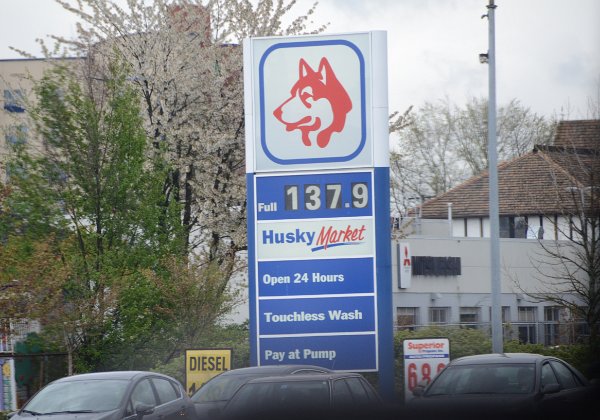 Full 137.9
Husky Market
Open 24 Hours
Touchless Wash
Pay at Pump
DIESEL
Superior